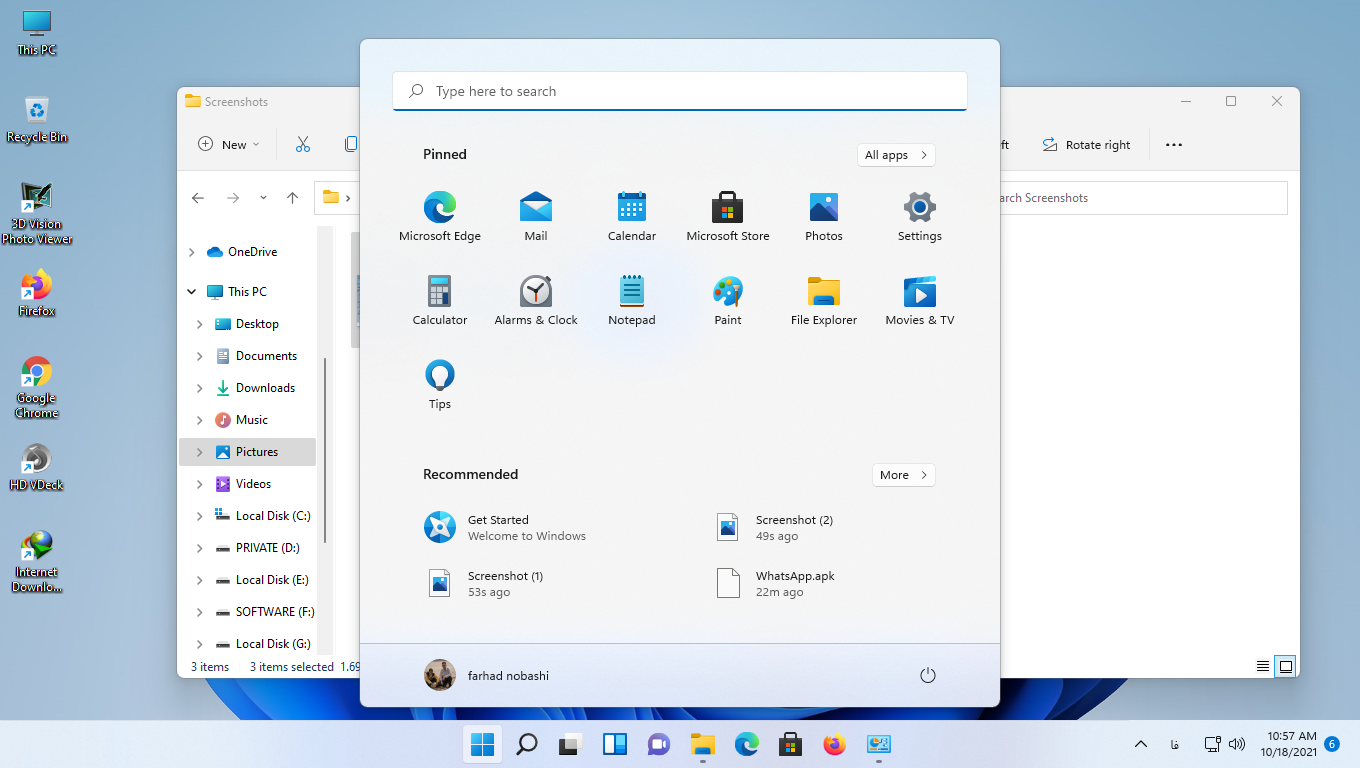 This PC
Recycle Bin
3D Vision
Photo Viewer
Firefox
Google
Chrome
HD VDeck
Internet
Downlo...
Screenshots
New
ft
Rotate right
arch Screenshots
OneDrive
This PC
Desktop
Documents
Downloads
Music
Pictures
Videos
Local Disk (C:)
PRIVATE (D:)
Local Disk (E:)
SOFTWARE (F:)
Local Disk (G:)
3 items 3 items selected 1.69
Type here to search
Pinned
All apps
Microsoft Edge
Mail
Calendar
Microsoft Store
Photos
Settings
Calculator
Alarms & Clock
Notepad
Paint
File Explorer
Movies & TV
Tips
Recommended
More
Get Started
Welcome to Windows
Screenshot (2)
49s ago
Screenshot (1)
53s ago
WhatsApp.apk
22m ago
farhad nobashi
فا
10:57 AM
10/18/2021
6